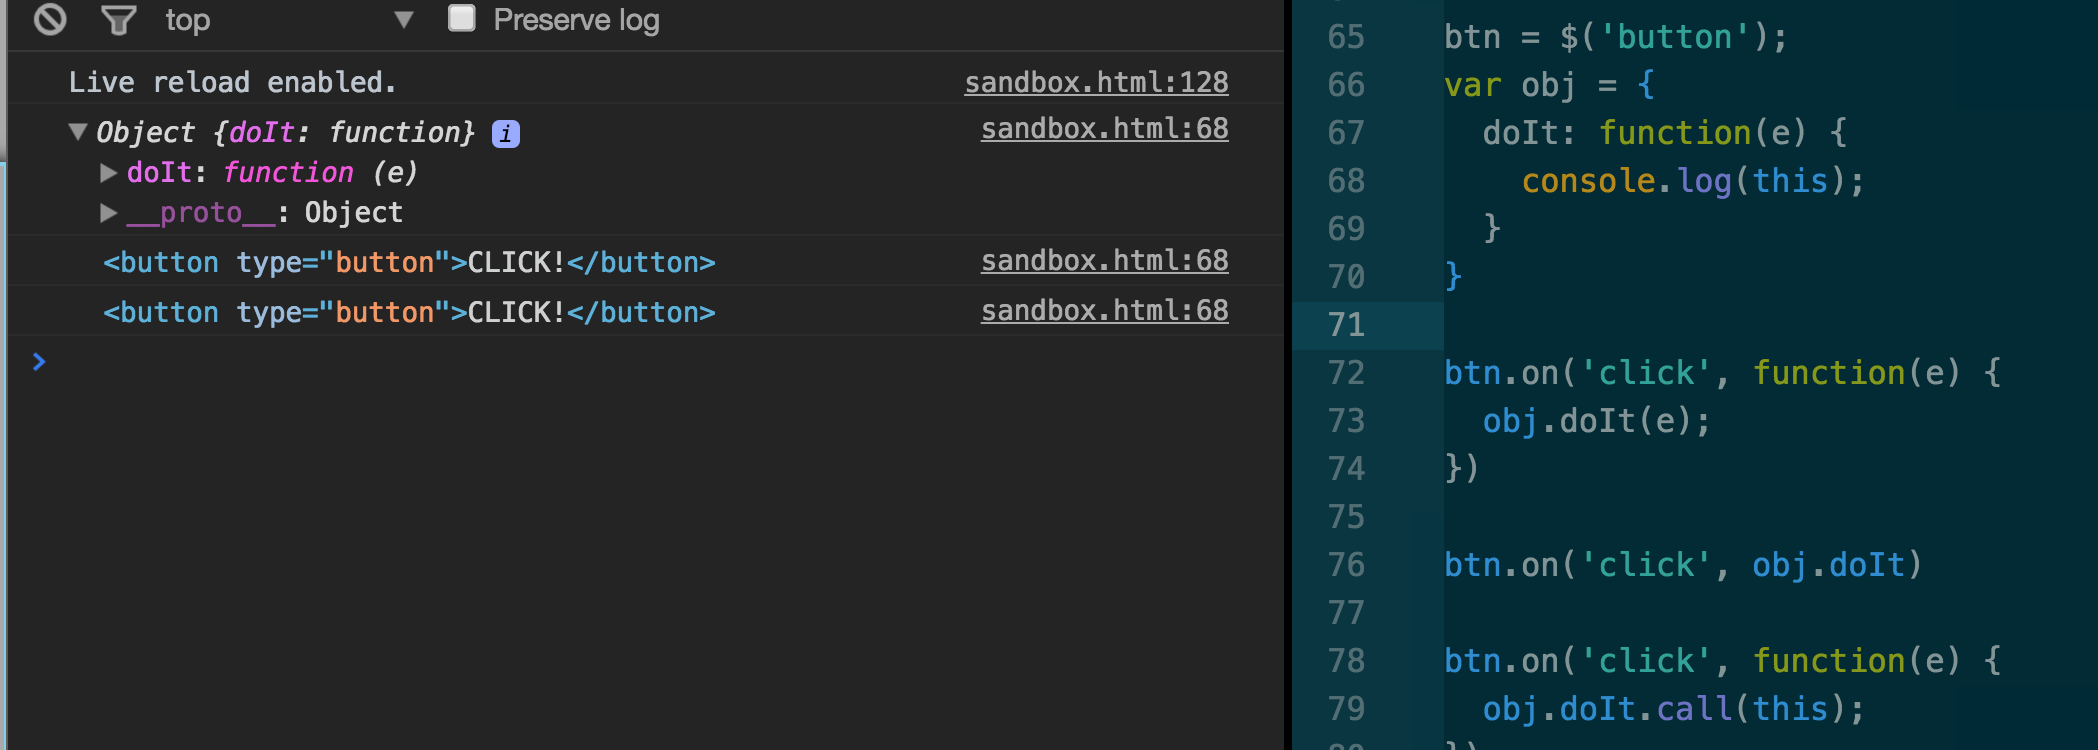 top Preserve log
Live reload enabled. sandbox.html:128
Object {doIt: function} i sandbox.html:68
doIt: function (e)
__proto__: Object
<button type="button">CLICK!</button> sandbox.html:68
<button type="button">CLICK!</button> sandbox.html:68
>
65 btn = $('button');
66 var obj = {
67 doIt: function(e) {
68 console.log(this);
69 }
70 }
71
72 btn.on('click', function(e) {
73 obj.doIt(e);
74 })
75
76 btn.on('click', obj.doIt)
77
78 btn.on('click', function(e) {
79 obj.doIt.call(this);